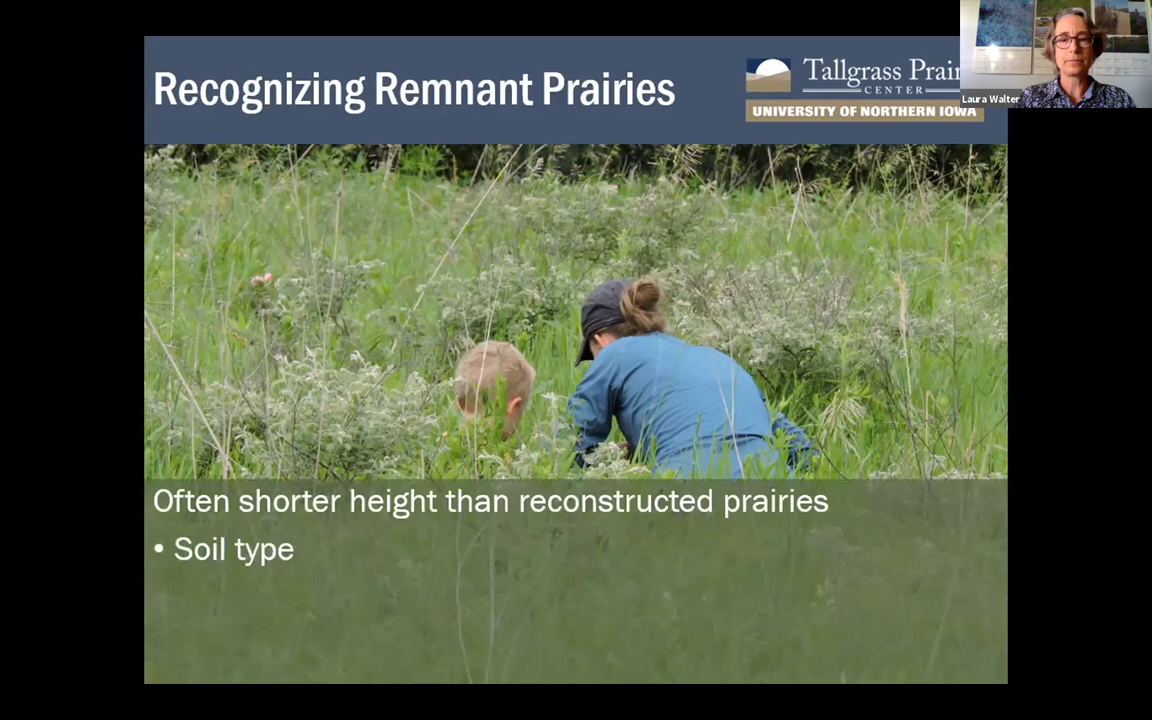 Recognizing Remnant Prairies
Tallgrass Prair
CENTER
UNIVERSITY OF NORTHERN IOWA
Laura Walter
Often shorter height than reconstructed prairies
• Soil type